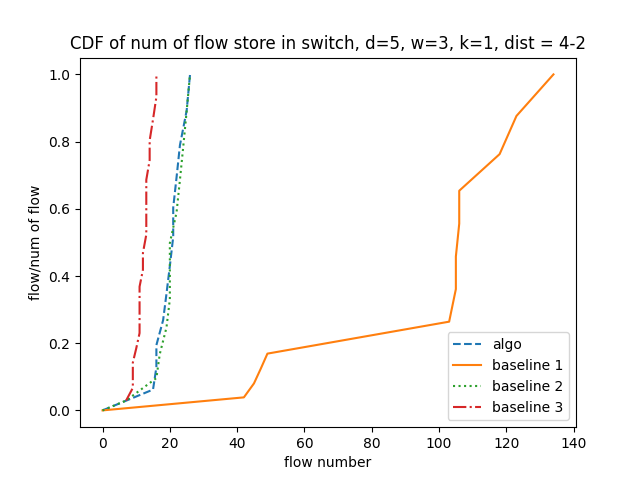 CDF of num of flow store in switch, d=5, w=3, k=1, dist = 4-2
1.0
0.8
0.6
0.4
0.2
0.0
flow/num of flow
algo
baseline 1
baseline 2
baseline 3
0 20 40 60 80 100 120 140
flow number